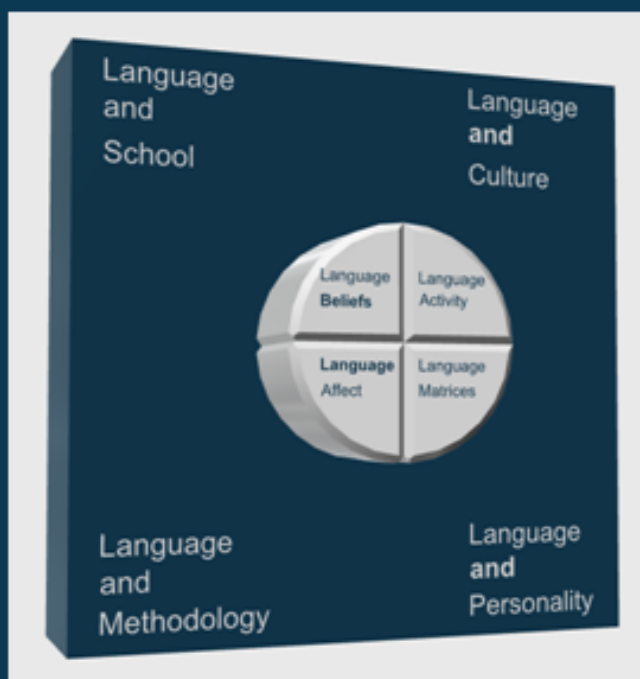 Language
and
School
Language
and
Culture
Language
Beliefs
Language
Activity
Language
Affect
Language
Matrices
Language
and
Methodology
Language
and
Personality